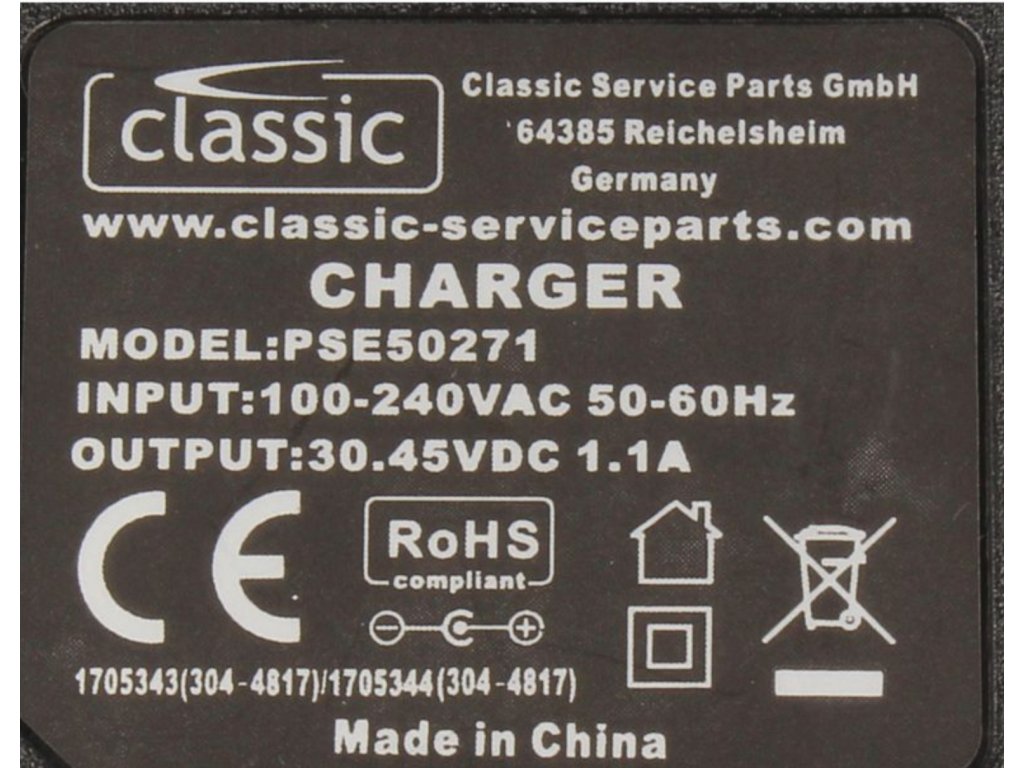 classic
Classic Service Parts GmbH
64385 Reichelsheim
Germany
www.classic-serviceparts.com
CHARGER
MODEL:PSE50271
INPUT:100-240VAC 50-60Hz
OUTPUT:30.45VDC 1.1A
CE
RoHS
compliant
1705343(304-4817)/1705344(304-4817)
Made in China